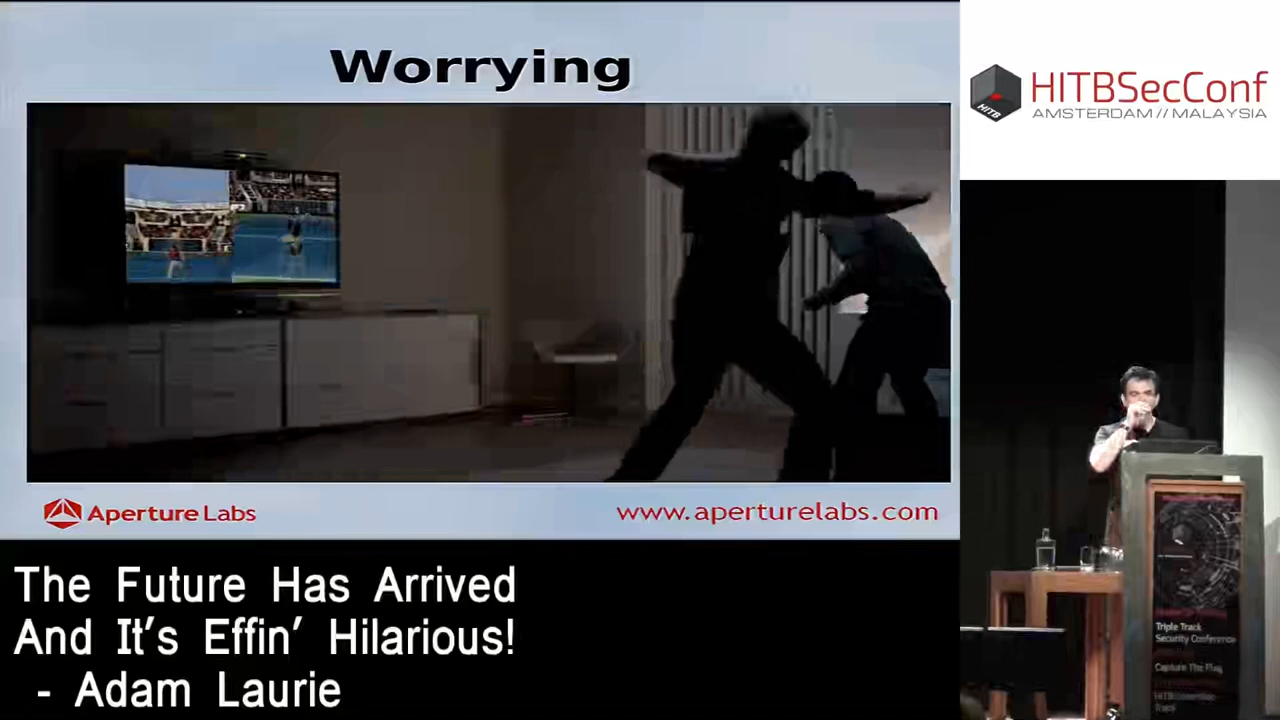 Worrying
HITBSecConf
AMSTERDAM // MALAYSIA
HITB
Aperture Labs
www.aperturelabs.com
The Future Has Arrived
And It's Effin' Hilarious!
- Adam Laurie
Triple Track
Security Conference
Capture The Flag